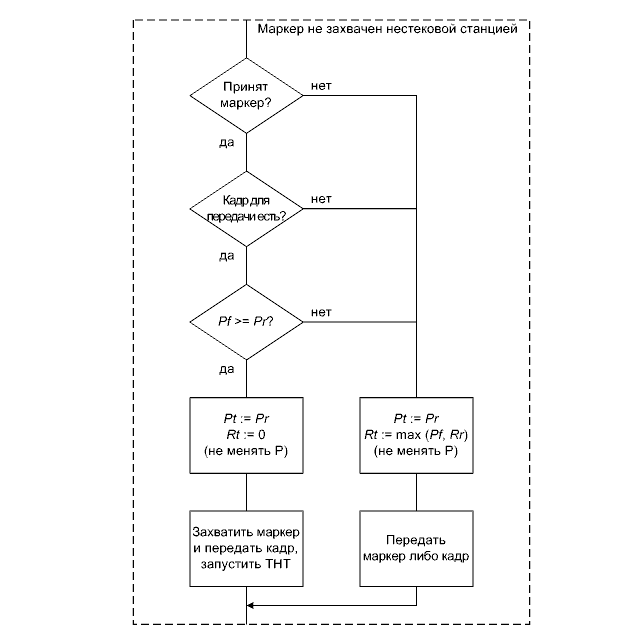 Маркер не захвачен нестековой станцией
Принят
маркер?
нет
да
Кадр для
передачи есть?
нет
да
Pf >= Pr?
нет
да
Pt := Pr
Rt := 0
(не менять P)
Pt := Pr
Rt := max (Pf, Rr)
(не менять P)
Захватить маркер
и передать кадр,
запустить ТНТ
Передать
маркер либо кадр